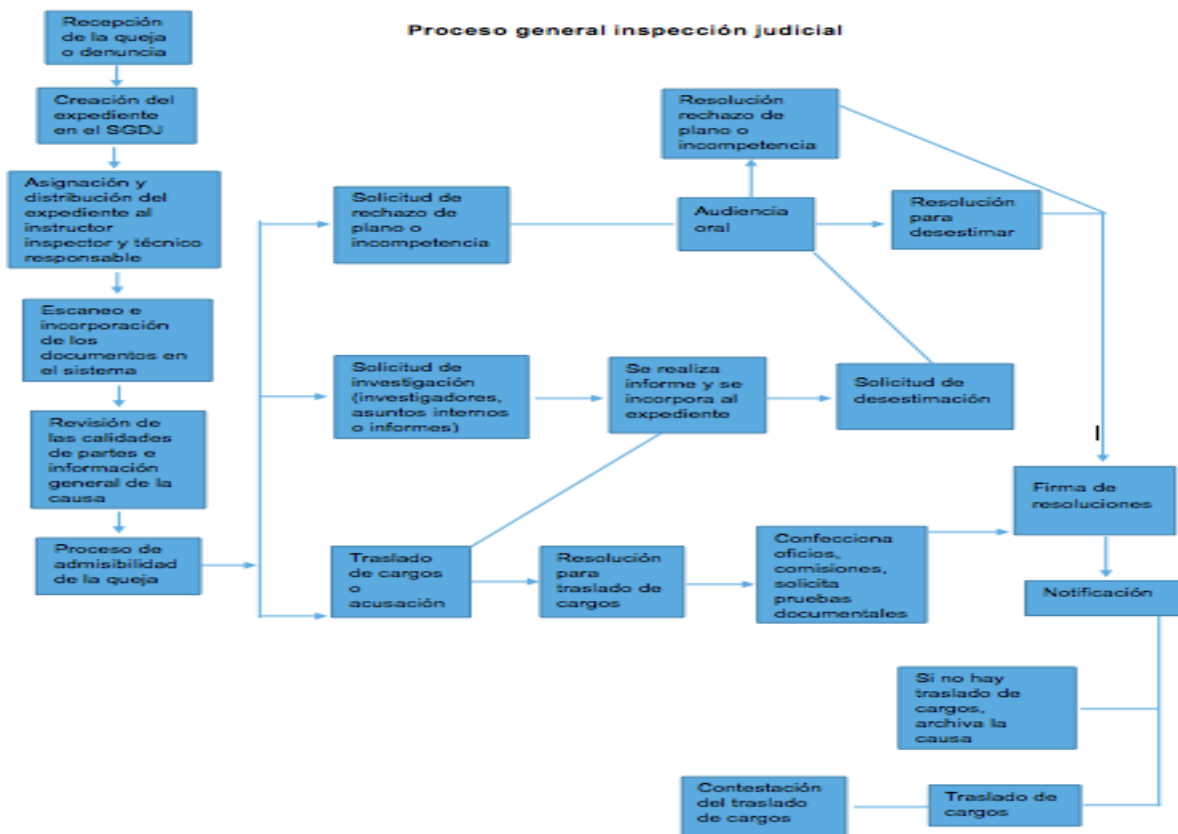 Proceso general inspección judicial
Recepción
de la queja
o denuncia
Creación del
expediente
en el SGDJ
Asignación y
distribución del
expediente al
instructor
inspector y técnico
responsable
Escaneo e
incorporación
de los
documentos en
el sistema
Revisión de
las calidades
de partes e
información
general de la
causa
Proceso de
admisibilidad
de la queja
Solicitud de
rechazo de
plano o
incompetencia
Audiencia
oral
Resolución
rechazo de
plano o
incompetencia
Resolución
para
desestimar
Solicitud de
investigación
(investigadores,
asuntos internos
o informes)
Se realiza
informe y se
incorpora al
expediente
Solicitud de
desestimación
Traslado
de cargos
o
acusación
Resolución
para
traslado de
cargos
Confecciona
oficios,
comisiones,
solicita
pruebas
documentales
I
Firma de
resoluciones
Notificación
Si no hay
traslado de
cargos,
archiva la
causa
Traslado de
cargos
Contestación
del traslado
de cargos